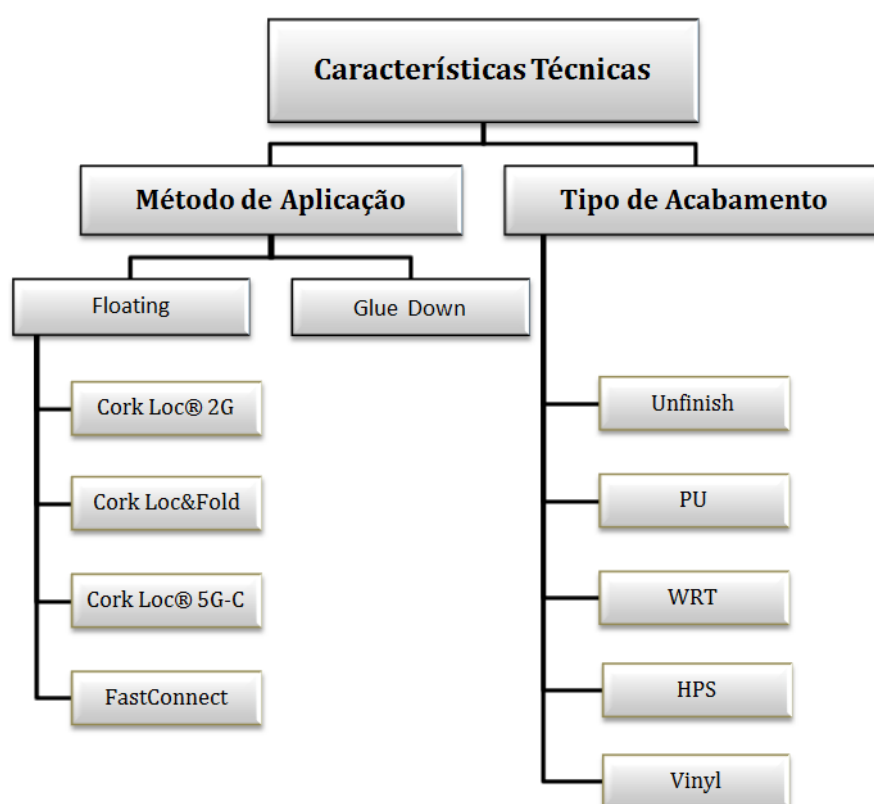 Características Técnicas
Método de Aplicação
Tipo de Acabamento
Floating
Glue Down
Cork Loc® 2G
Cork Loc&Fold
Cork Loc® 5G-C
FastConnect
Unfinish
PU
WRT
HPS
Vinyl